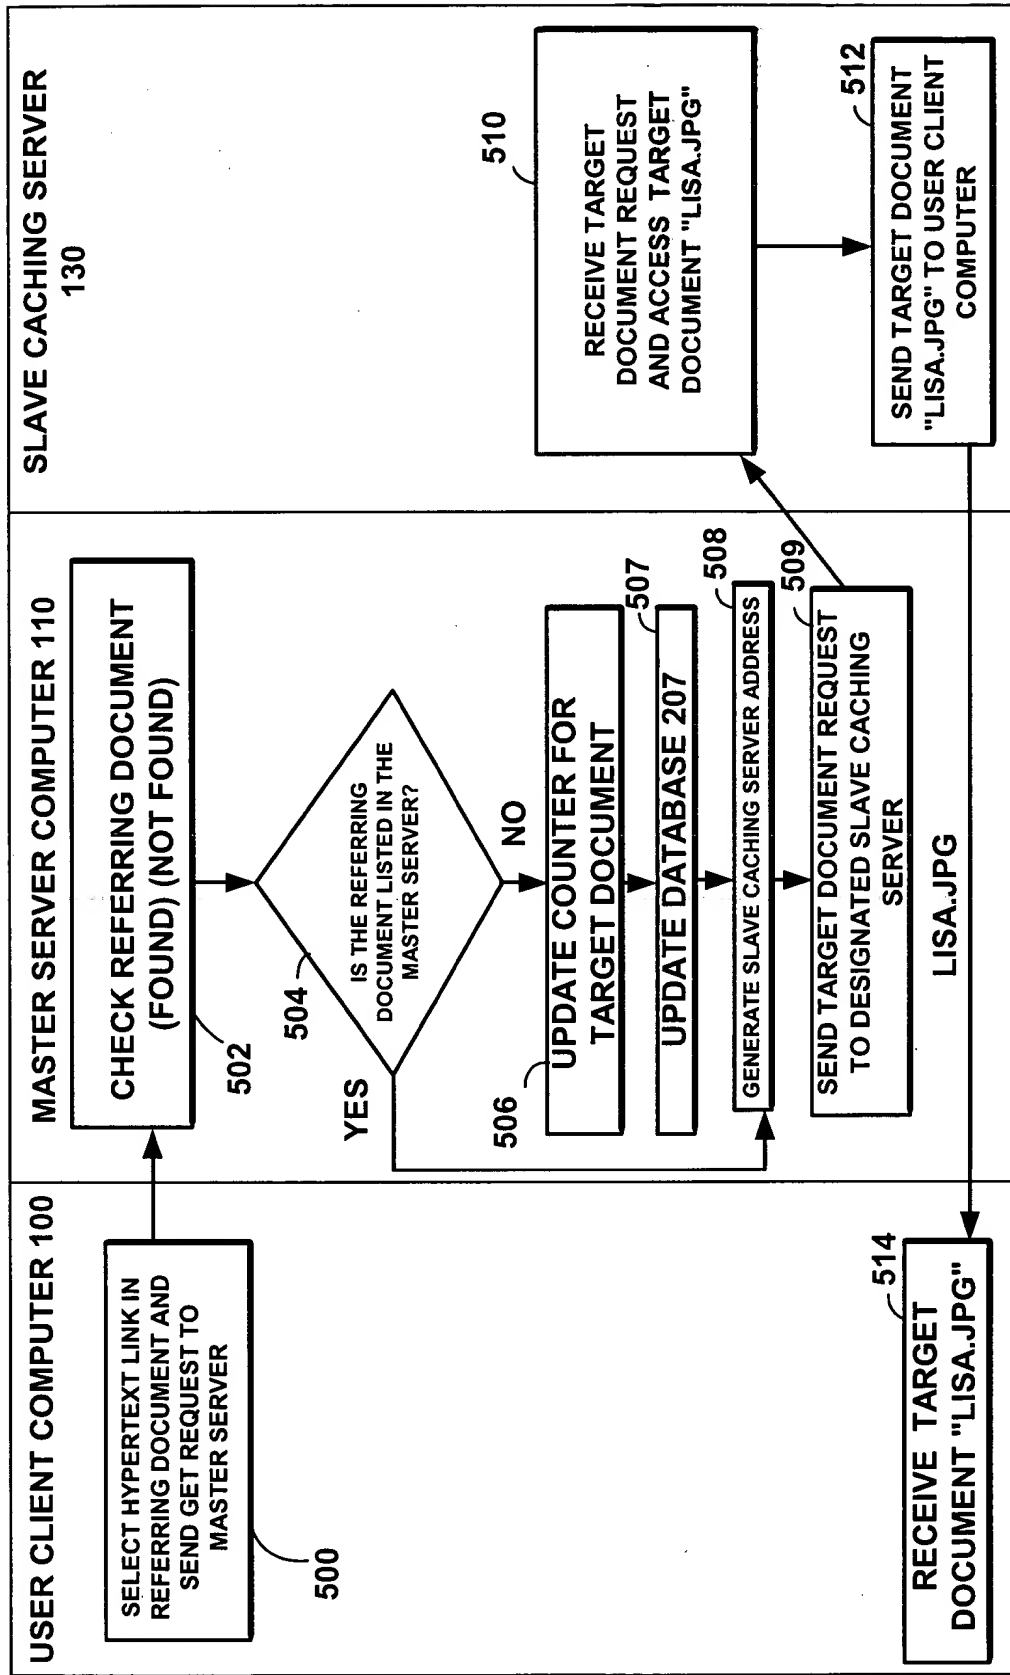 USER CLIENT COMPUTER 100
SELECT HYPERTEXT LINK IN
REFERRING DOCUMENT AND
SEND GET REQUEST TO
MASTER SERVER
500
RECEIVE TARGET
DOCUMENT "LISA.JPG"
514
MASTER SERVER COMPUTER 110
CHECK REFERRING DOCUMENT
(FOUND) (NOT FOUND)
502
IS THE REFERRING
DOCUMENT LISTED IN THE
MASTER SERVER?
504
YES
NO
UPDATE COUNTER FOR
TARGET DOCUMENT
506
UPDATE DATABASE 207
507
GENERATE SLAVE CACHING SERVER ADDRESS
508
SEND TARGET DOCUMENT REQUEST
TO DESIGNATED SLAVE CACHING
SERVER
509
LISA.JPG
SLAVE CACHING SERVER
130
RECEIVE TARGET
DOCUMENT REQUEST
AND ACCESS TARGET
DOCUMENT "LISA.JPG"
510
SEND TARGET DOCUMENT
"LISA.JPG" TO USER CLIENT
COMPUTER
512